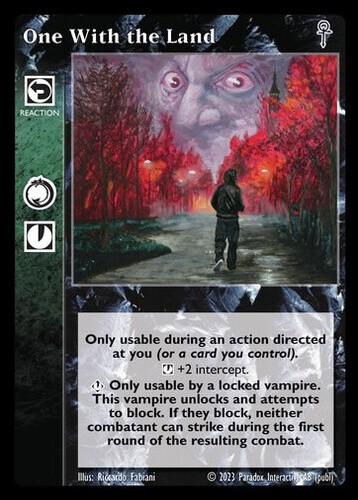 One With the Land
REACTION
Only usable during an action directed
at you (or a card you control).
+2 intercept.
Only usable by a locked vampire.
This vampire unlocks and attempts
to block. If they block, neither
combatant can strike during the first
round of the resulting combat.
Illus: Riccardo Fabiani © 2023 Paradox Interactive AB (publ)